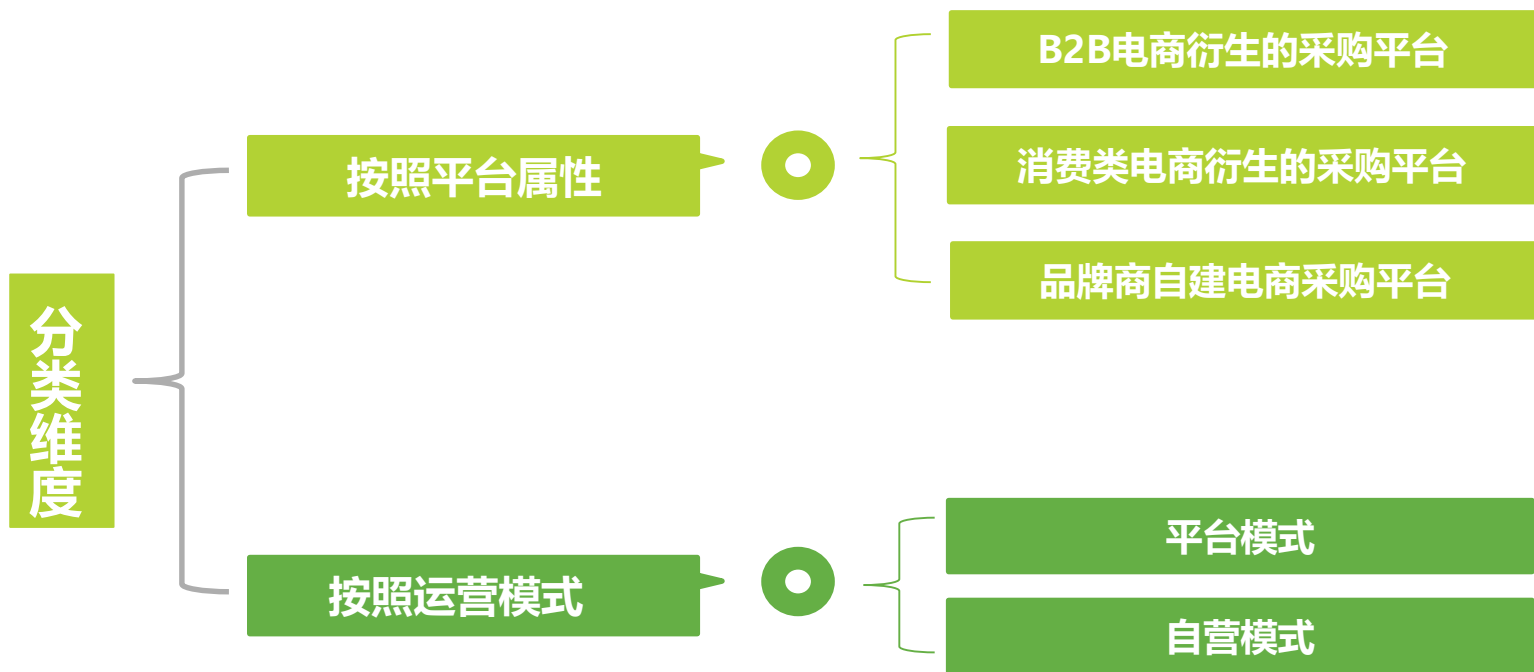 分类维度
按照平台属性
B2B电商衍生的采购平台
消费类电商衍生的采购平台
品牌商自建电商采购平台
按照运营模式
平台模式
自营模式